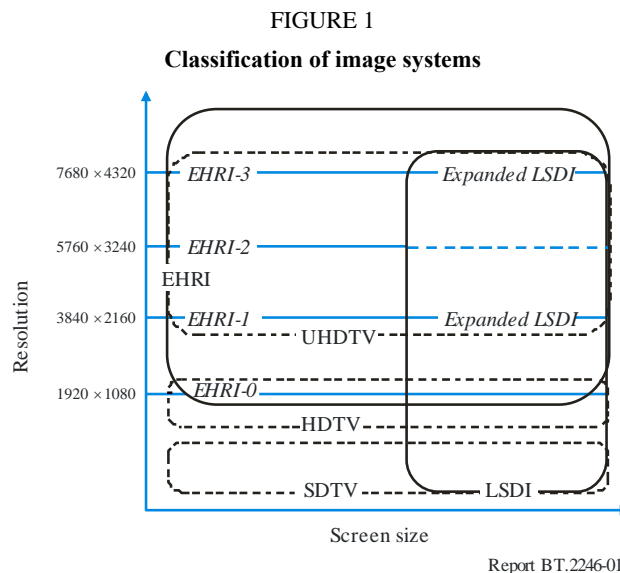 FIGURE 1
Classification of image systems
7680 × 4320
EHRI-3
Expanded LSDI
5760 × 3240
EHRI-2
EHRI
Resolution
3840 × 2160
EHRI-1
Expanded LSDI
UHDTV
1920 × 1080
EHRI-0
HDTV
SDTV
LSDI
Screen size
Report BT.2246-01